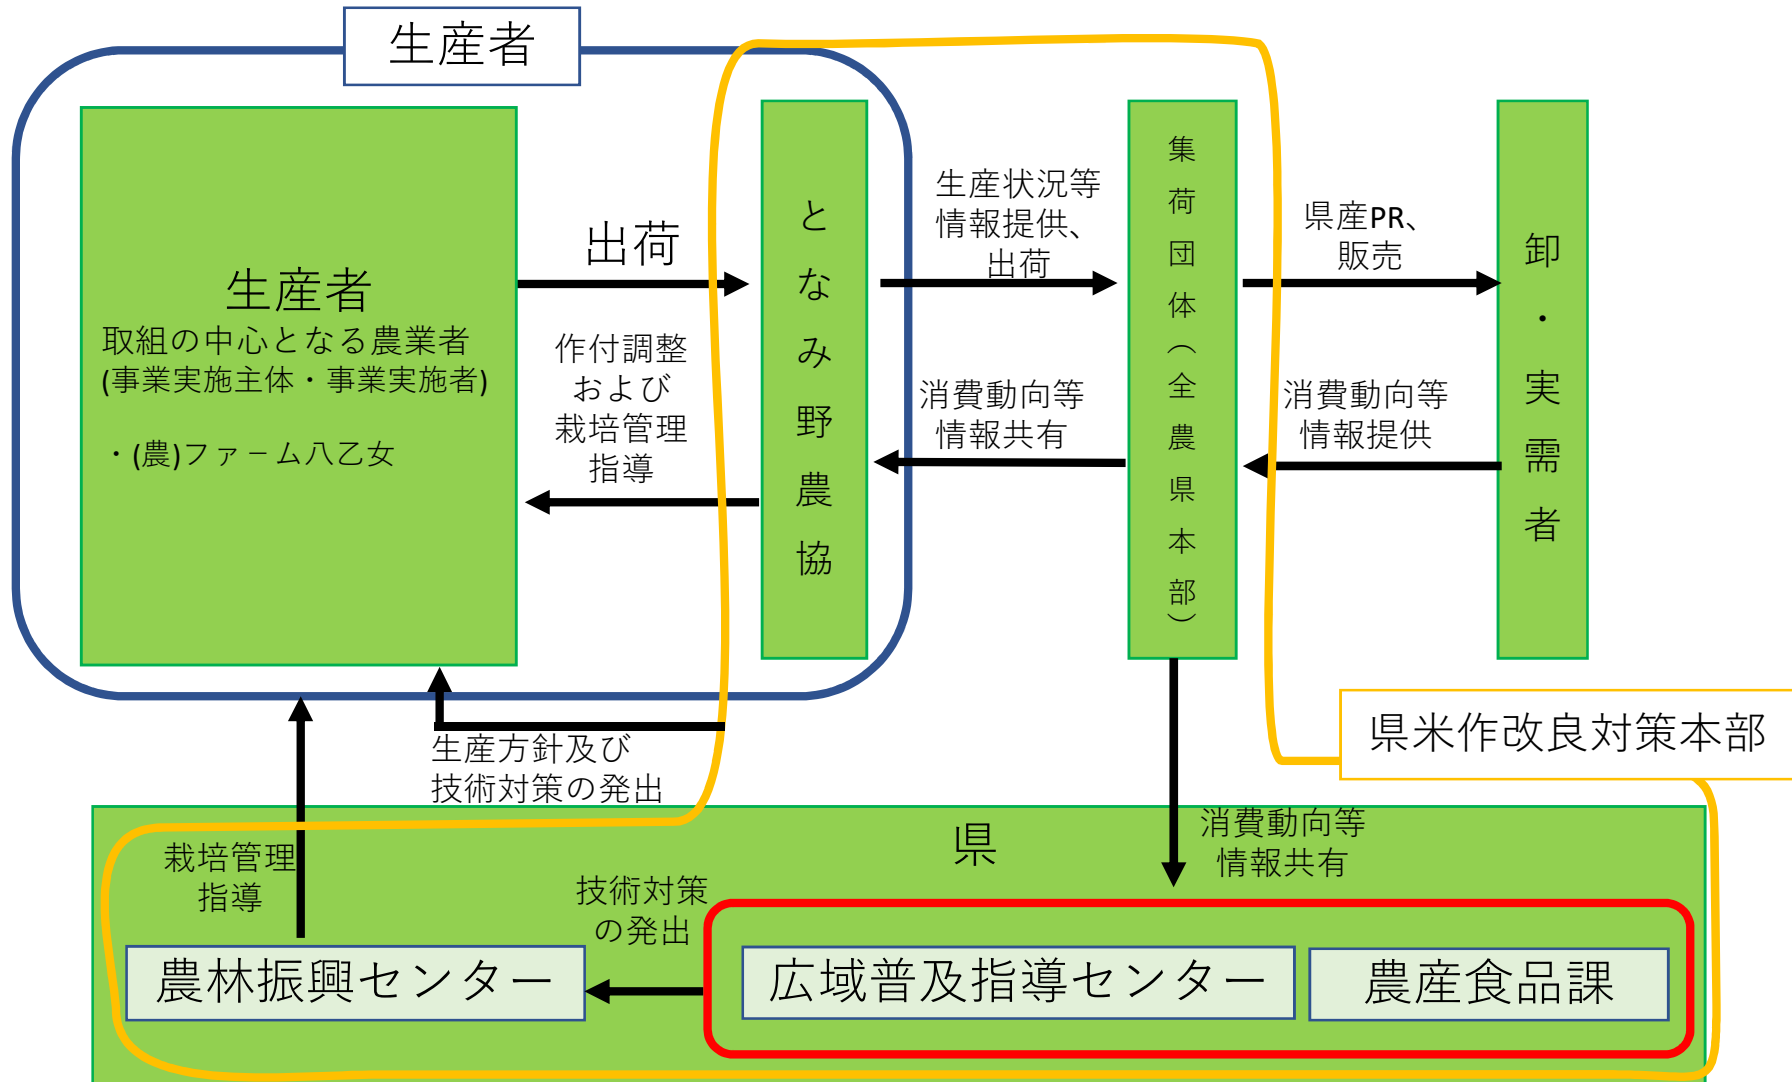 生産者
生産者
取組の中心となる農業者
(事業実施主体・事業実施者)
・(農)ファ－ム八乙女
出荷
作付調整
および
栽培管理
指導
となみ野農協
生産状況等
情報提供、
出荷
消費動向等
情報共有
集荷団体（全農県本部）
県産PR、
販売
消費動向等
情報提供
卸・実需者
県米作改良対策本部
生産方針及び
技術対策の発出
県
消費動向等
情報共有
栽培管理
指導
技術対策
の発出
農林振興センター
広域普及指導センター
農産食品課